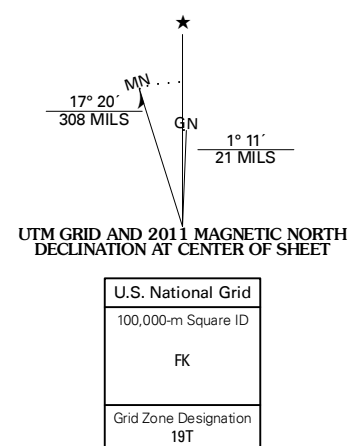 ★
MN
17° 20´
308 MILS
GN
1° 11´
21 MILS
UTM GRID AND 2011 MAGNETIC NORTH
DECLINATION AT CENTER OF SHEET
U.S. National Grid
100,000-m Square ID
FK
Grid Zone Designation
19T